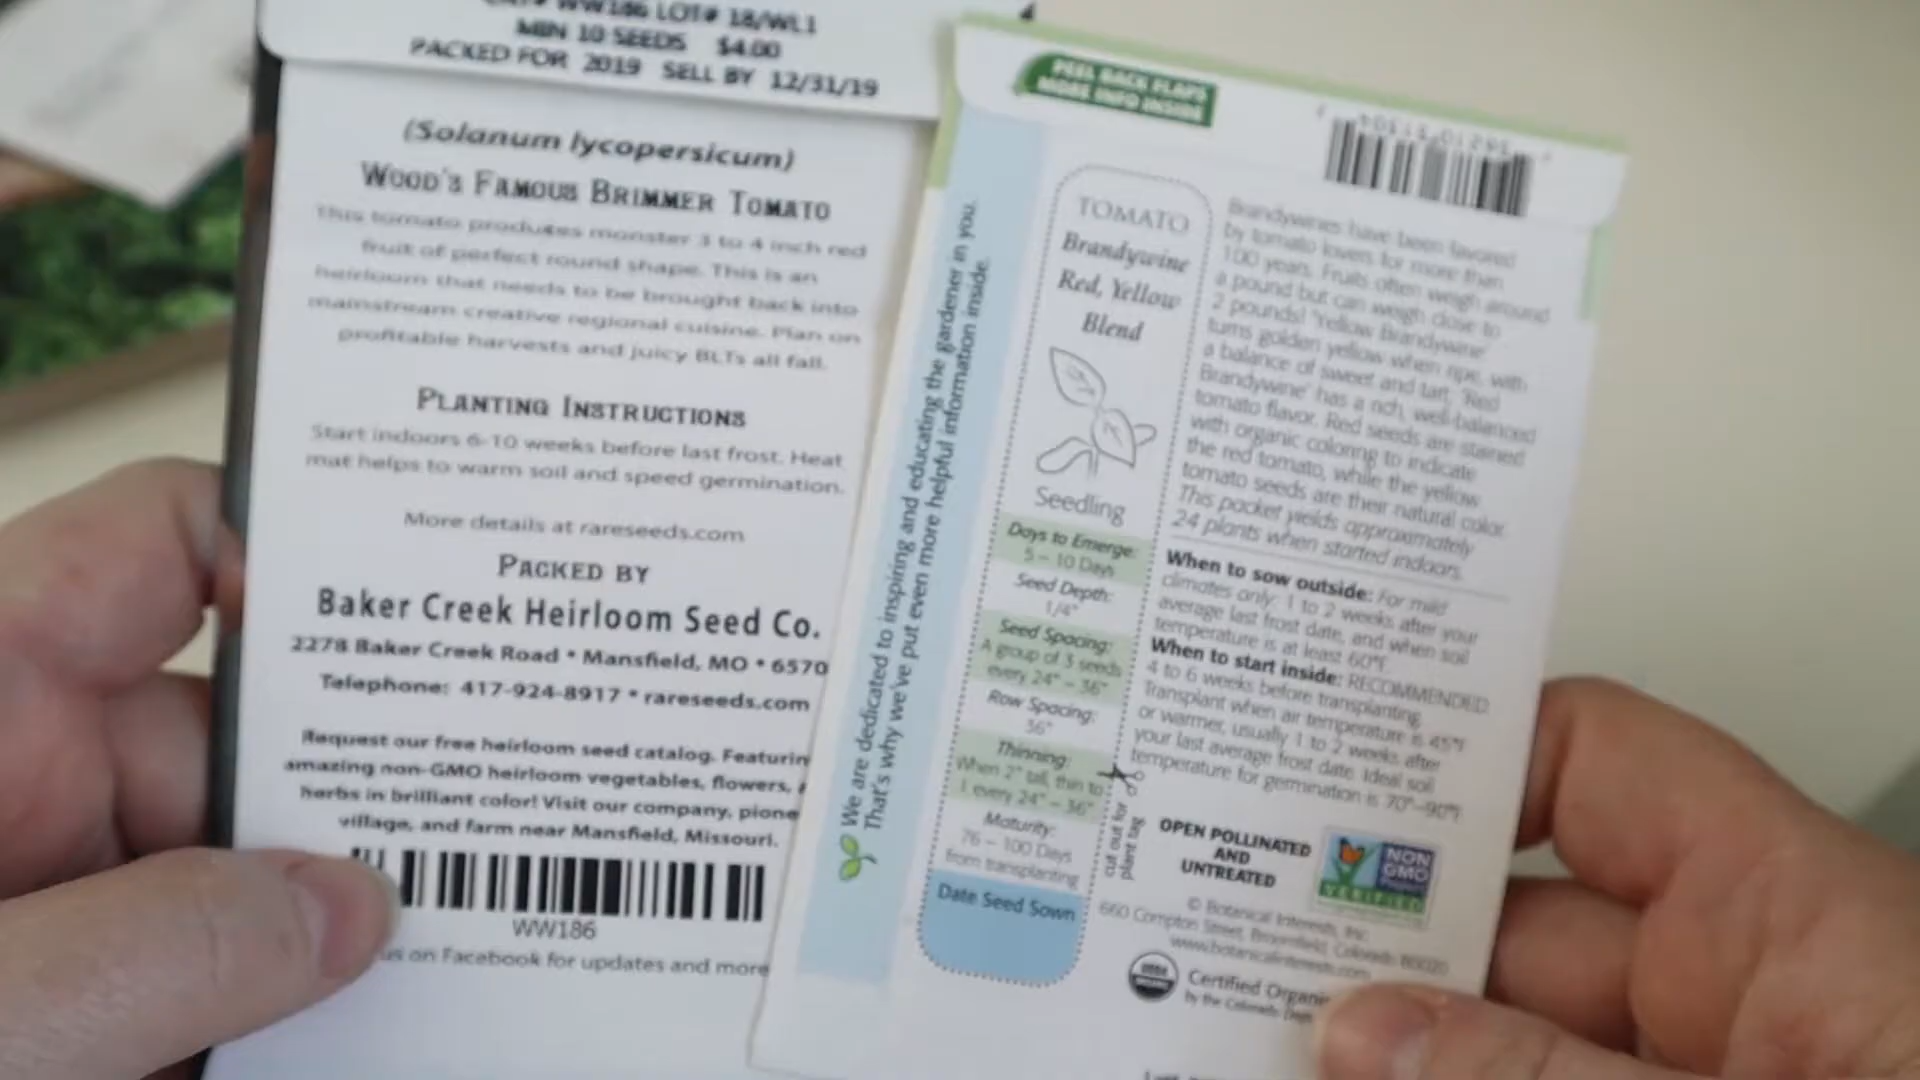 WW186 LOT# 18/WL1
MIN 10 SEEDS $4.00
PACKED FOR 2019 SELL BY 12/31/19
(Solanum lycopersicum)
WOOD'S FAMOUS BRIMMER TOMATO
This tomato produces monster 3 to 4 inch red
fruit of perfect round shape. This is an
heirloom that needs to be brought back into
mainstream creative regional cuisine. Plan on
profitable harvests and juicy BLTs all fall.
PLANTING INSTRUCTIONS
Start indoors 6-10 weeks before last frost. Heat
mat helps to warm soil and speed germination.
More details at rareseeds.com
PACKED BY
Baker Creek Heirloom Seed Co.
2278 Baker Creek Road * Mansfield, MO * 6570
Telephone: 417-924-8917 * rareseeds.com
Request our free heirloom seed catalog. Featurin
amazing non-GMO heirloom vegetables, flowers,
herbs in brilliant color! Visit our company, pione
village, and farm near Mansfield, Missouri.
WW186
us on Facebook for updates and more
PEEL BACK FLAPS
MORE INFO INSIDE
We are dedicated to inspiring and educating the gardener in you.
That's why we've put even more helpful information inside.
TOMATO
Brandywine
Red, Yellow
Blend
Seedling
Days to Emerge:
5 – 10 Days
Seed Depth:
1/4"
Seed Spacing:
A group of 3 seeds
every 24" – 36"
Row Spacing:
36"
Thinning:
When 2" tall, thin to
1 every 24" – 36"
Maturity:
76 – 100 Days
from transplanting
Date Seed Sown
cut out for
plant tag
Brandywines have been favored
by tomato lovers for more than
100 years. Fruits often weigh around
a pound but can weigh close to
2 pounds! 'Yellow Brandywine'
turns golden yellow when ripe, with
a balance of sweet and tart. 'Red
Brandywine' has a rich, well-balanced
tomato flavor. Red seeds are stained
with organic coloring to indicate
the red tomato, while the yellow
tomato seeds are their natural color.
This packet yields approximately
24 plants when started indoors.
When to sow outside: For mild
climates only: 1 to 2 weeks after your
average last frost date, and when soil
temperature is at least 60°F.
When to start inside: RECOMMENDED.
4 to 6 weeks before transplanting.
Transplant when air temperature is 45°F
or warmer, usually 1 to 2 weeks after
your last average frost date. Ideal soil
temperature for germination is 70°–90°F.
OPEN POLLINATED
AND
UNTREATED
NON
GMO
VERIFIED
© Botanical Interests, Inc.
660 Compton Street, Broomfield, Colorado 80020
www.botanicalinterests.com
USDA
ORGANIC
Certified Organic
by the Colorado Dept.